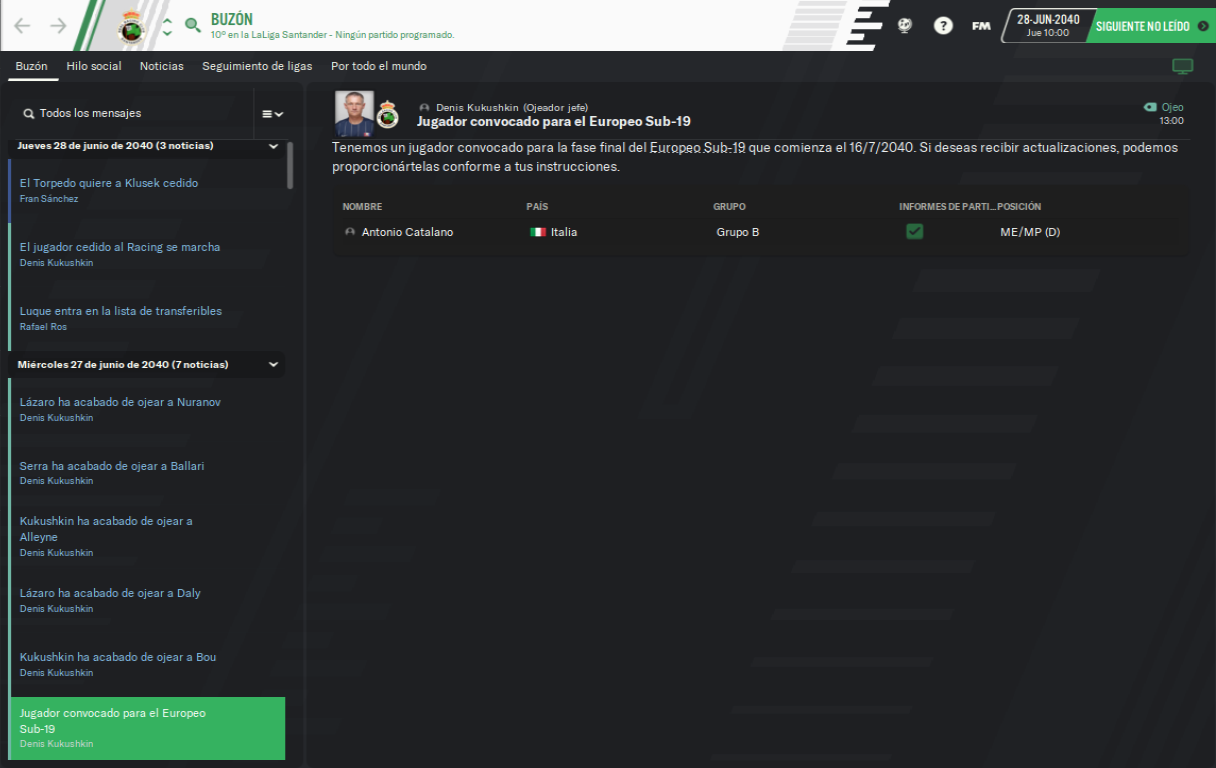 BUZÓN
10º en la LaLiga Santander - Ningún partido programado.
?
FM
28-JUN-2040
Jue 10:00
SIGUIENTE NO LEÍDO
Buzón
Hilo social
Noticias
Seguimiento de ligas
Por todo el mundo
Todos los mensajes
Jueves 28 de junio de 2040 (3 noticias)
El Torpedo quiere a Klusek cedido
Fran Sánchez
El jugador cedido al Racing se marcha
Denis Kukushkin
Luque entra en la lista de transferibles
Rafael Ros
Miércoles 27 de junio de 2040 (7 noticias)
Lázaro ha acabado de ojear a Nuranov
Denis Kukushkin
Serra ha acabado de ojear a Ballari
Denis Kukushkin
Kukushkin ha acabado de ojear a
Alleyne
Denis Kukushkin
Lázaro ha acabado de ojear a Daly
Denis Kukushkin
Kukushkin ha acabado de ojear a Bou
Denis Kukushkin
Jugador convocado para el Europeo
Sub-19
Denis Kukushkin
Denis Kukushkin (Ojeador jefe)
Jugador convocado para el Europeo Sub-19
Ojeo
13:00
Tenemos un jugador convocado para la fase final del Europeo Sub-19 que comienza el 16/7/2040. Si deseas recibir actualizaciones, podemos
proporcionártelas conforme a tus instrucciones.
NOMBRE PAÍS GRUPO INFORMES DE PARTI... POSICIÓN
Antonio Catalano Italia Grupo B ME/MP (D)